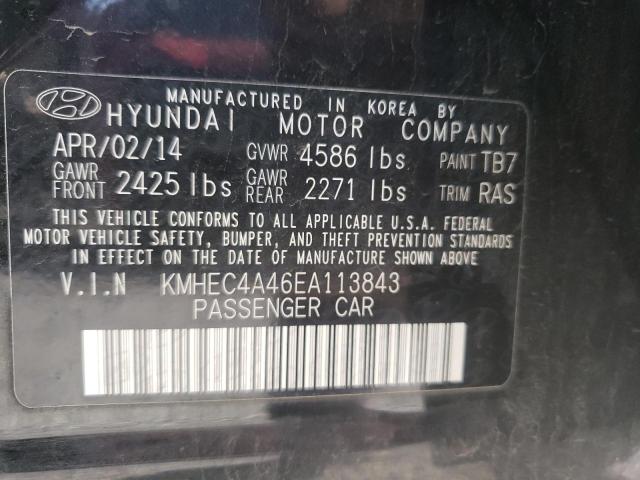 MANUFACTURED IN KOREA BY
HYUNDAI MOTOR COMPANY
APR/02/14 GVWR 4586 lbs PAINT TB7
GAWR FRONT 2425 lbs GAWR REAR 2271 lbs TRIM RAS
THIS VEHICLE CONFORMS TO ALL APPLICABLE U.S.A. FEDERAL
MOTOR VEHICLE SAFETY, BUMPER, AND THEFT PREVENTION STANDARDS
IN EFFECT ON THE DATE OF MANUFACTURE SHOWN ABOVE.
V.I.N KMHEC4A46EA113843
PASSENGER CAR